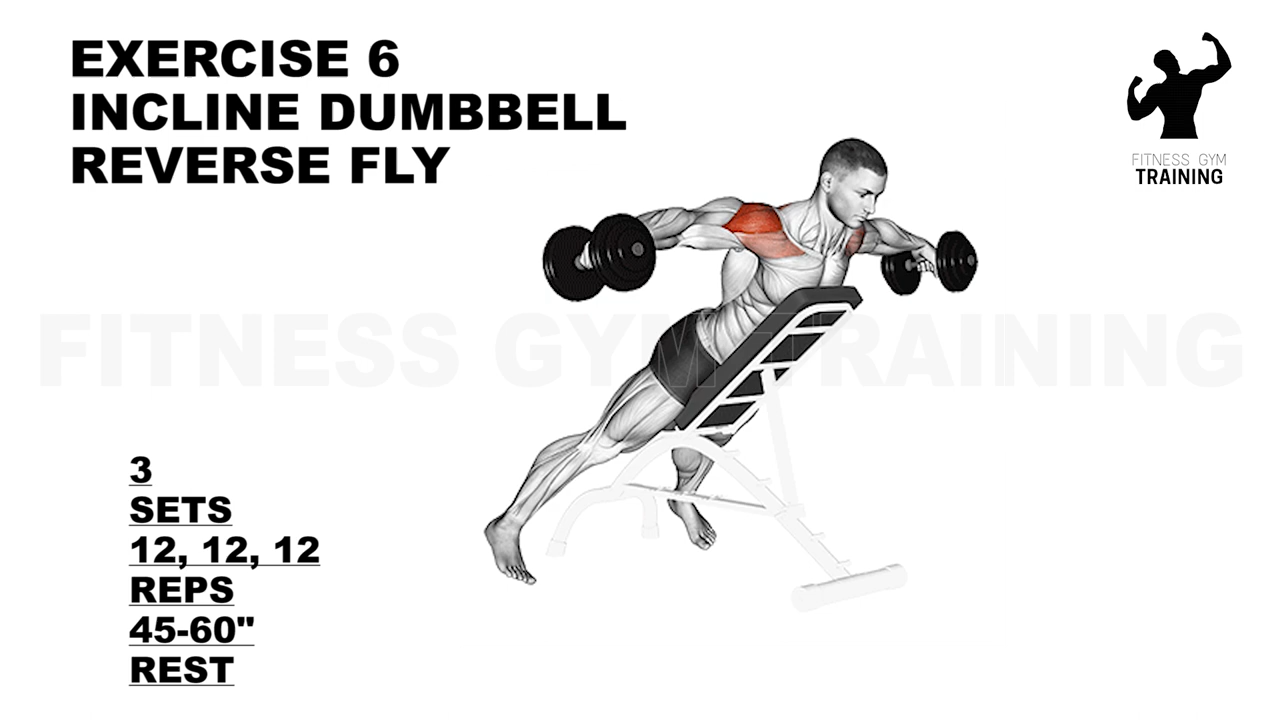 EXERCISE 6
INCLINE DUMBBELL
REVERSE FLY
FITNESS GYM
TRAINING
FITNESS GYM TRAINING
3
SETS
12, 12, 12
REPS
45-60"
REST